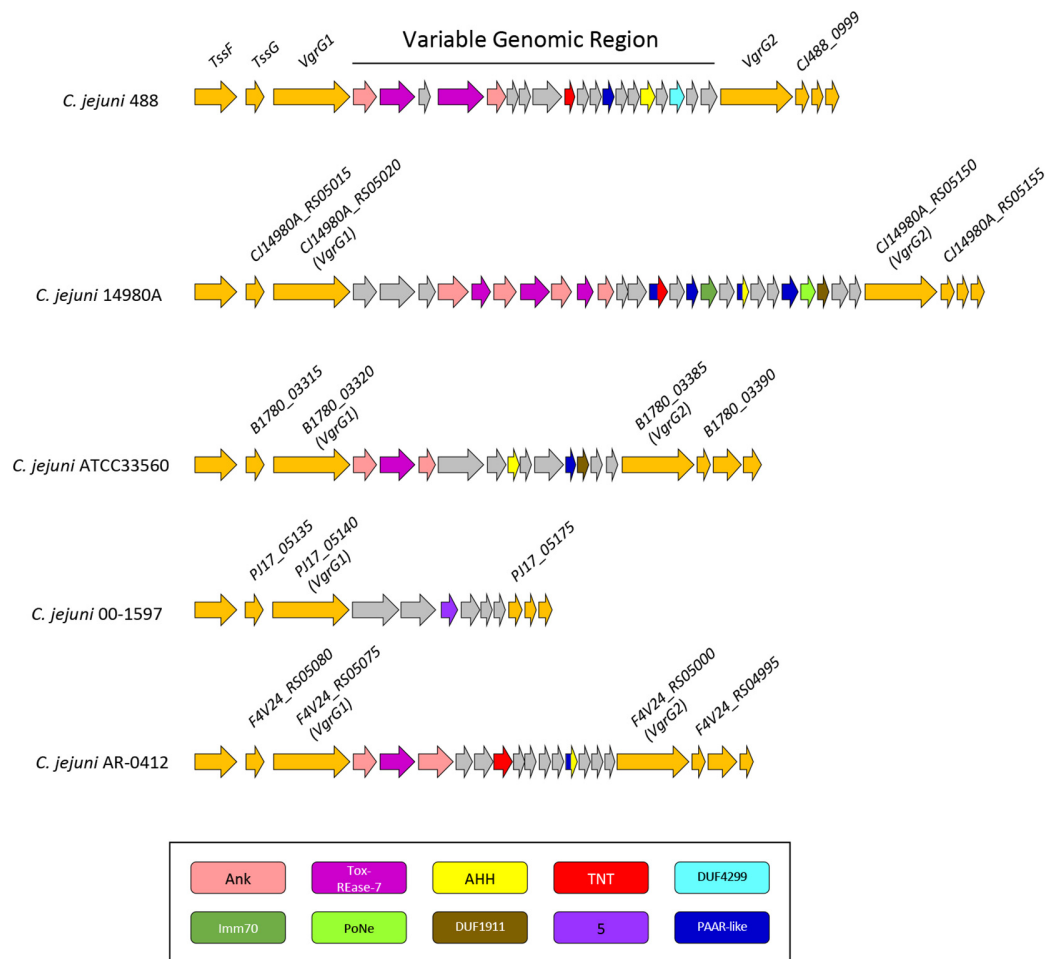 Variable Genomic Region
TssF
TssG
VgrG1
VgrG2
CJ488_0999
C. jejuni 488
CJ14980A_RS05015
CJ14980A_RS05020
(VgrG1)
CJ14980A_RS05150
(VgrG2)
CJ14980A_RS05155
C. jejuni 14980A
B1780_03315
B1780_03320
(VgrG1)
B1780_03385
(VgrG2)
B1780_03390
C. jejuni ATCC33560
PJ17_05135
PJ17_05140
(VgrG1)
PJ17_05175
C. jejuni 00-1597
F4V24_RS05080
F4V24_RS05075
(VgrG1)
F4V24_RS05000
(VgrG2)
F4V24_RS04995
C. jejuni AR-0412
Ank
Tox-
REase-7
AHH
TNT
DUF4299
Imm70
PoNe
DUF1911
5
PAAR-like